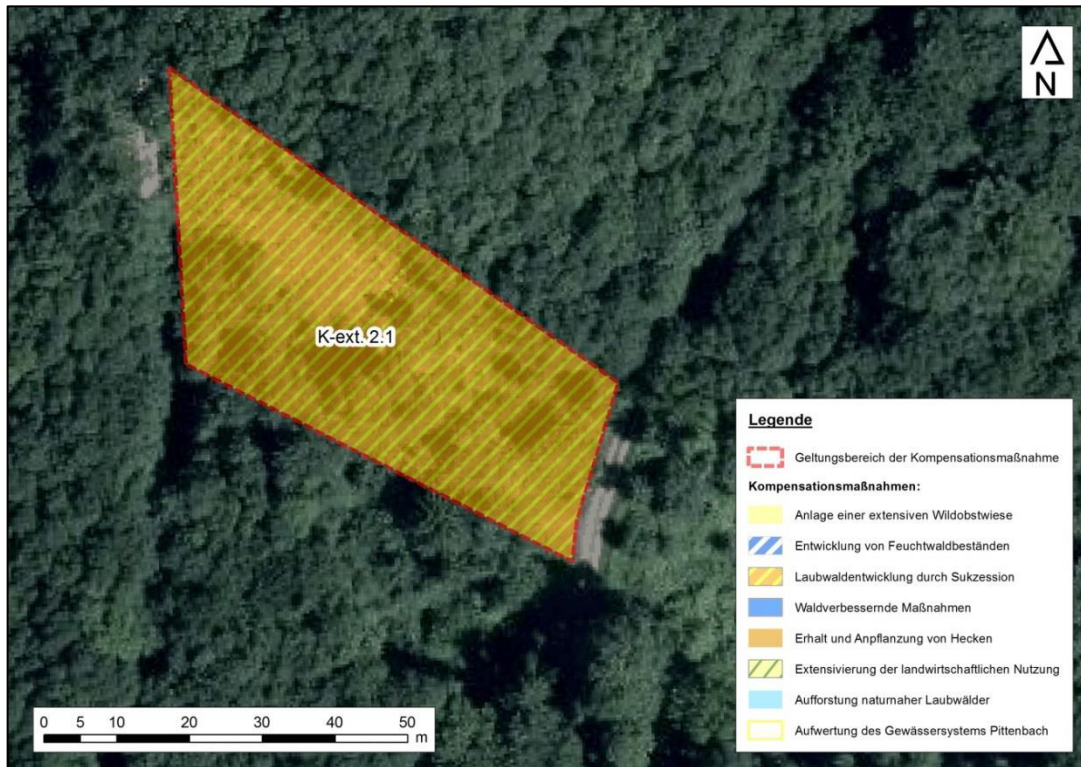 N
K-ext. 2.1
Legende
Geltungsbereich der Kompensationsmaßnahme
Kompensationsmaßnahmen:
Anlage einer extensiven Wildobstwiese
Entwicklung von Feuchtwaldbeständen
Laubwaldentwicklung durch Sukzession
Waldverbessernde Maßnahmen
Erhalt und Anpflanzung von Hecken
Extensivierung der landwirtschaftlichen Nutzung
Aufforstung naturnaher Laubwälder
Aufwertung des Gewässersystems Pittenbach
0 5 10 20 30 40 50
m